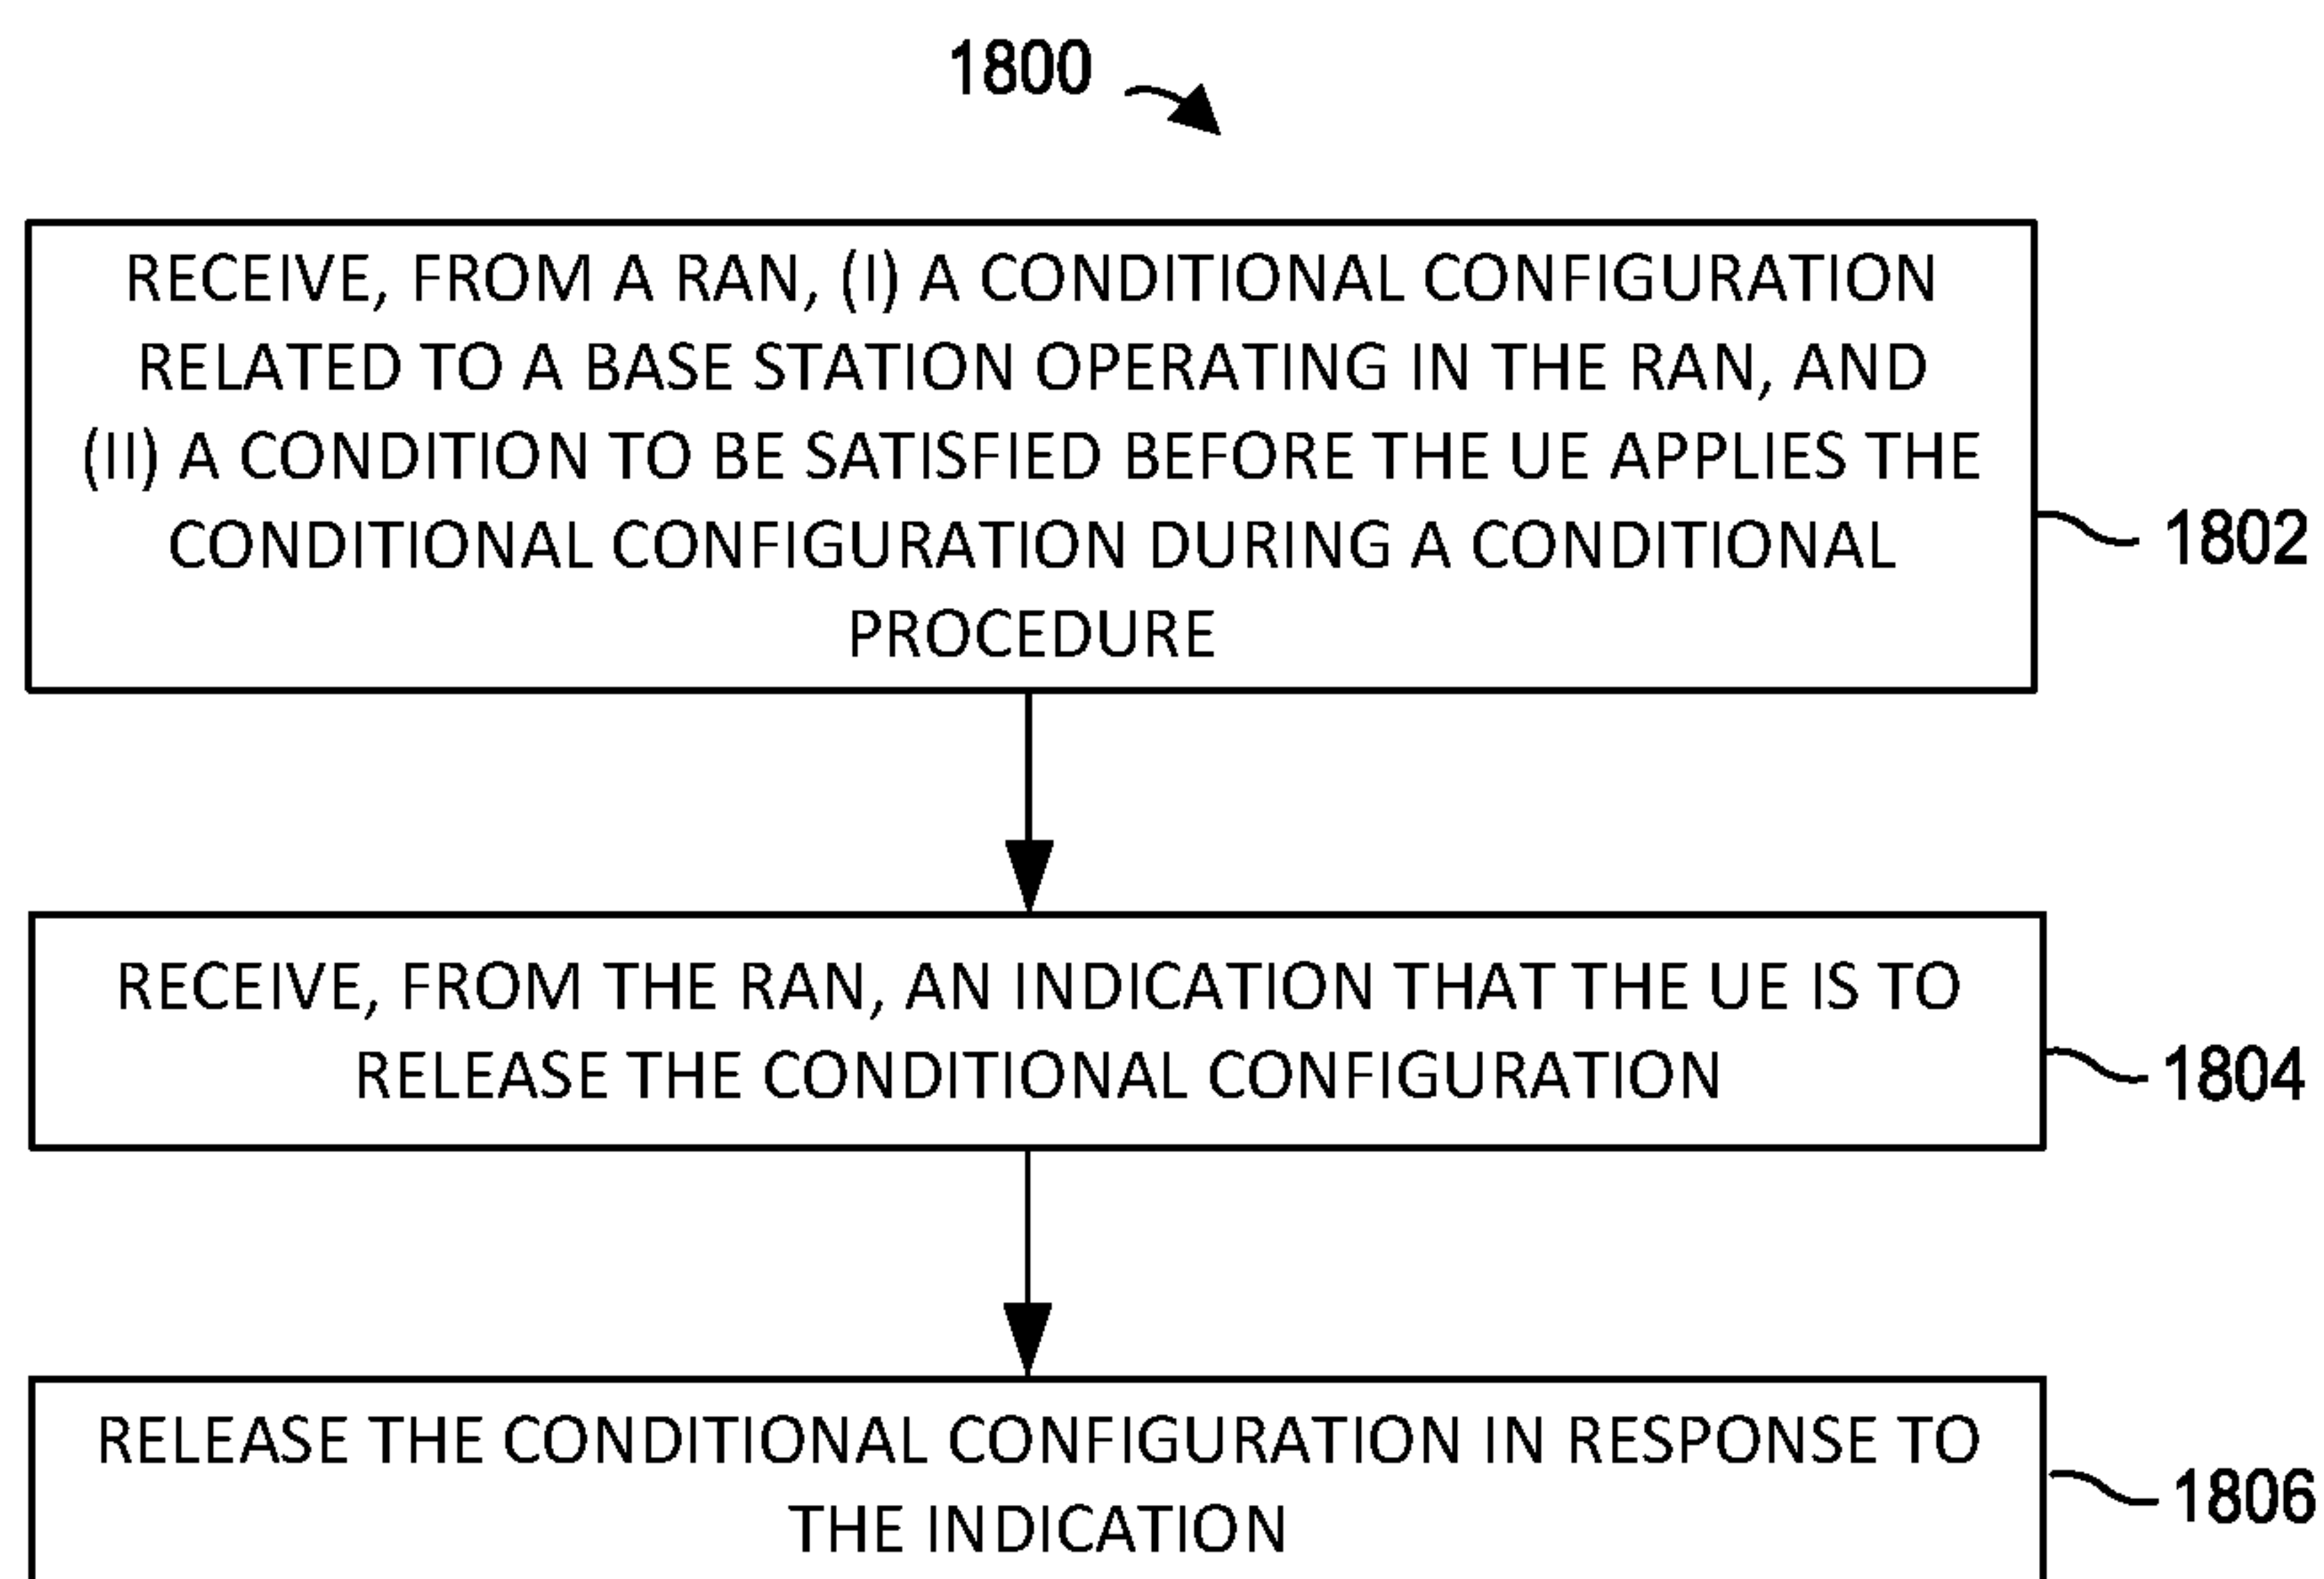 1800
RECEIVE, FROM A RAN, (I) A CONDITIONAL CONFIGURATION
RELATED TO A BASE STATION OPERATING IN THE RAN, AND
(II) A CONDITION TO BE SATISFIED BEFORE THE UE APPLIES THE
CONDITIONAL CONFIGURATION DURING A CONDITIONAL
PROCEDURE
1802
RECEIVE, FROM THE RAN, AN INDICATION THAT THE UE IS TO
RELEASE THE CONDITIONAL CONFIGURATION
1804
RELEASE THE CONDITIONAL CONFIGURATION IN RESPONSE TO
THE INDICATION
1806